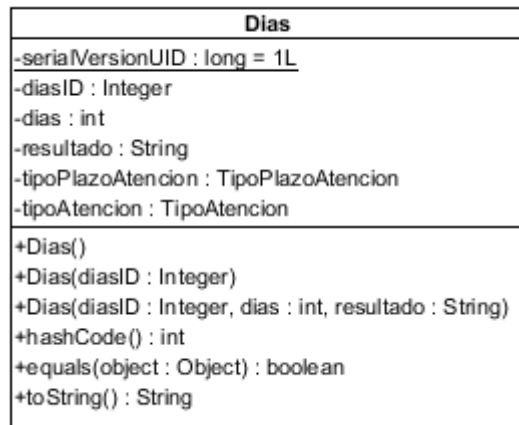 Dias
-serialVersionUID : long = 1L
-diasID : Integer
-dias : int
-resultado : String
-tipoPlazoAtencion : TipoPlazoAtencion
-tipoAtencion : TipoAtencion
+Dias()
+Dias(diasID : Integer)
+Dias(diasID : Integer, dias : int, resultado : String)
+hashCode() : int
+equals(object : Object) : boolean
+toString() : String